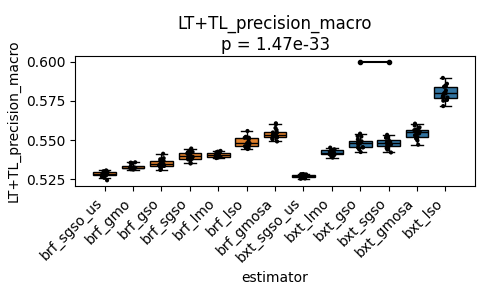 LT+TL_precision_macro
p = 1.47e-33
LT+TL_precision_macro
0.600
0.575
0.550
0.525
brf_sgso_us
brf_gmo
brf_gso
brf_sgso
brf_lmo
brf_lso
brf_gmosa
bxt_sgso_us
bxt_lmo
bxt_gso
bxt_sgso
bxt_gmosa
bxt_lso
estimator